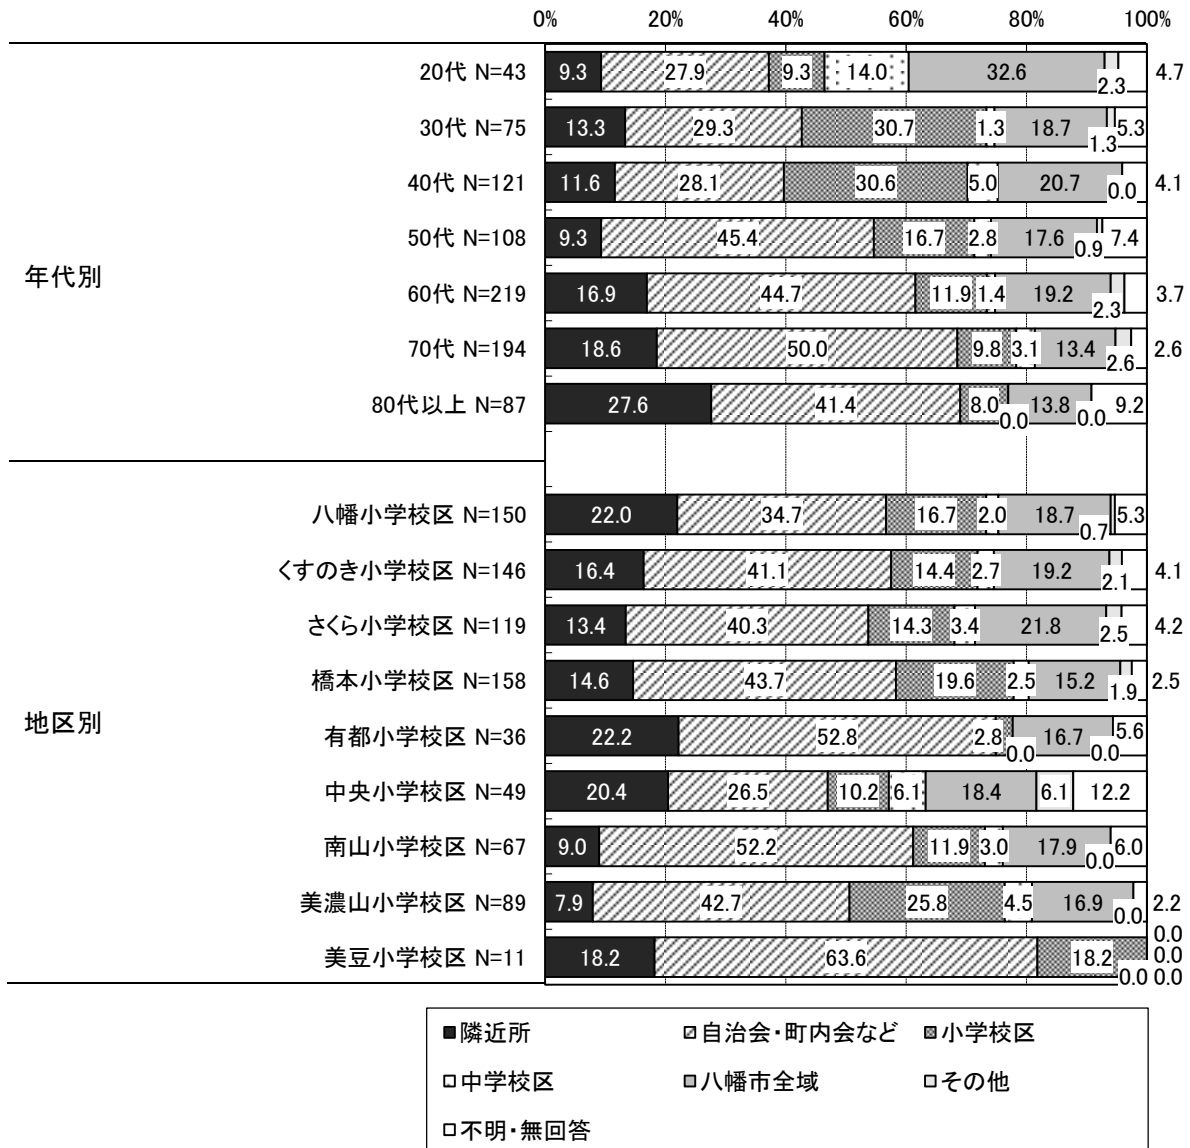 0% 20% 40% 60% 80% 100%
年代別
20代 N=43 9.3 27.9 9.3 14.0 32.6 2.3 4.7
30代 N=75 13.3 29.3 30.7 1.3 18.7 1.3 5.3
40代 N=121 11.6 28.1 30.6 5.0 20.7 0.0 4.1
50代 N=108 9.3 45.4 16.7 2.8 17.6 0.9 7.4
60代 N=219 16.9 44.7 11.9 1.4 19.2 2.3 3.7
70代 N=194 18.6 50.0 9.8 3.1 13.4 2.6 2.6
80代以上 N=87 27.6 41.4 8.0 0.0 13.8 0.0 9.2
地区別
八幡小学校区 N=150 22.0 34.7 16.7 2.0 18.7 0.7 5.3
くすのき小学校区 N=146 16.4 41.1 14.4 2.7 19.2 2.1 4.1
さくら小学校区 N=119 13.4 40.3 14.3 3.4 21.8 2.5 4.2
橋本小学校区 N=158 14.6 43.7 19.6 2.5 15.2 1.9 2.5
有都小学校区 N=36 22.2 52.8 2.8 0.0 16.7 0.0 5.6
中央小学校区 N=49 20.4 26.5 10.2 6.1 18.4 6.1 12.2
南山小学校区 N=67 9.0 52.2 11.9 3.0 17.9 0.0 6.0
美濃山小学校区 N=89 7.9 42.7 25.8 4.5 16.9 0.0 2.2
美豆小学校区 N=11 18.2 63.6 18.2 0.0 0.0 0.0 0.0
隣近所 自治会・町内会など 小学校区
中学校区 八幡市全域 その他
不明・無回答